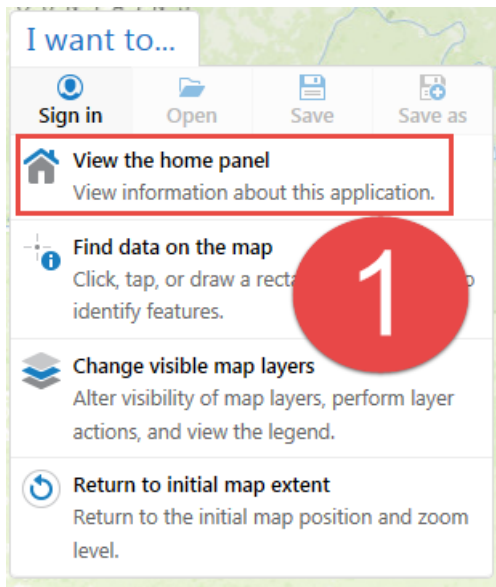 I want to...
Sign in Open Save Save as
View the home panel
View information about this application.
Find data on the map
Click, tap, or draw a
identify features.
1
Change visible map layers
Alter visibility of map layers, perform layer
actions, and view the legend.
Return to initial map extent
Return to the initial map position and zoom
level.